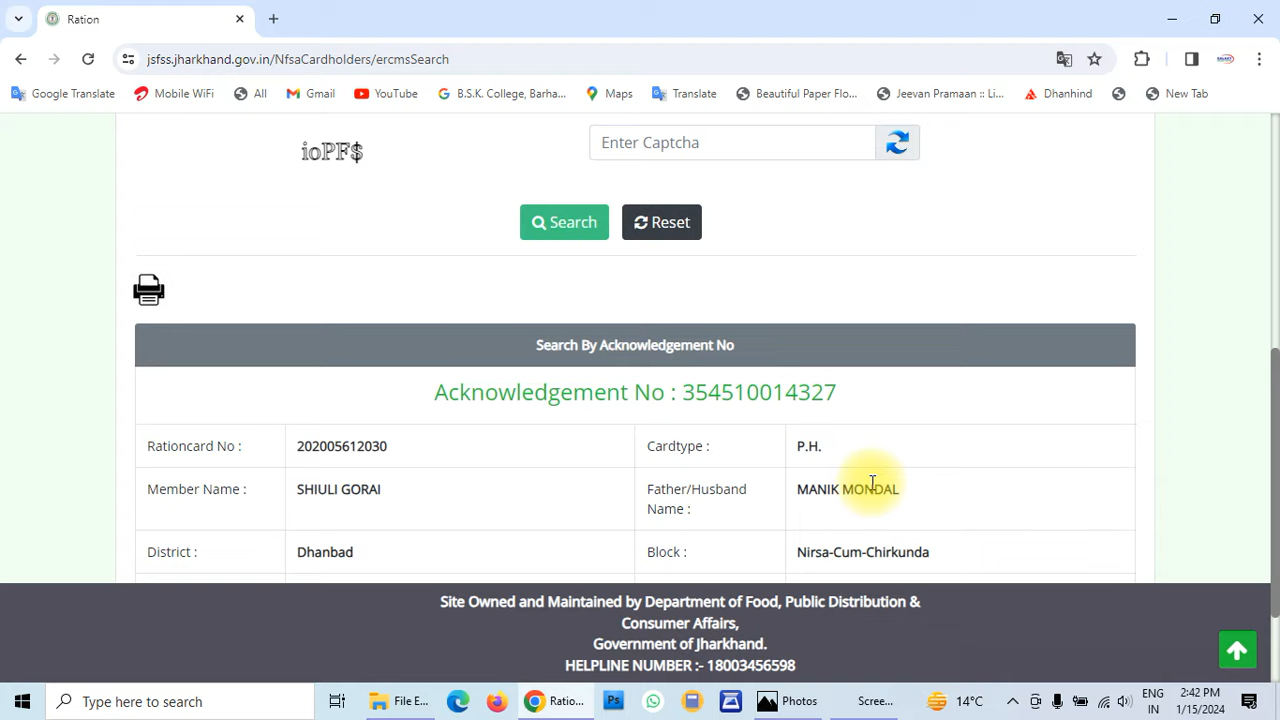 Ration
jsfss.jharkhand.gov.in/NfsaCardholders/ercmsSearch
Google Translate Mobile WiFi All Gmail YouTube B.S.K. College, Barha... Maps Translate Beautiful Paper Flo... Jeevan Pramaan :: Li... Dhanhind New Tab
ioPF$ Enter Captcha
Search Reset
Search By Acknowledgement No
Acknowledgement No : 354510014327
Rationcard No : 202005612030 Cardtype : P.H.
Member Name : SHIULI GORAI Father/Husband Name : MANIK MONDAL
District : Dhanbad Block : Nirsa-Cum-Chirkunda
Site Owned and Maintained by Department of Food, Public Distribution &
Consumer Affairs,
Government of Jharkhand.
HELPLINE NUMBER :- 18003456598
Type here to search File E... Ratio... Ps Photos Scree... 14°C ENG 2:42 PM
IN 1/15/2024